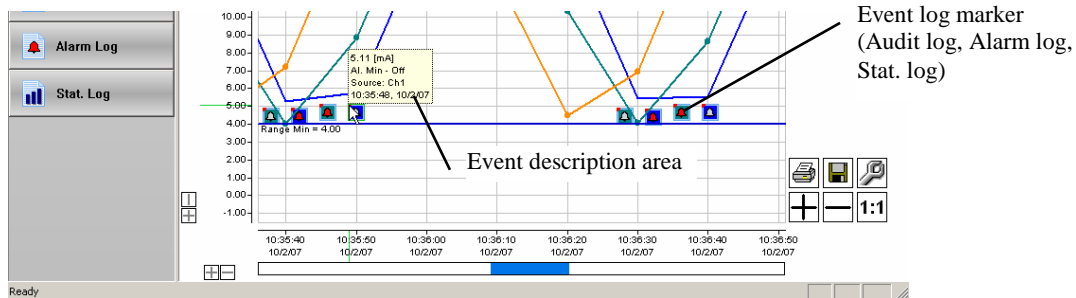 Alarm Log
Stat. Log
10.00
9.00
8.00
7.00
6.00
5.00
4.00
3.00
2.00
1.00
0.00
-1.00
5.11 [mA]
Al. Min - Off
Source: Ch1
10:35:48, 10/2/07
Range Min = 4.00
Event log marker
(Audit log, Alarm log,
Stat. log)
Event description area
1:1
10:35:40 10:35:50 10:36:00 10:36:10 10:36:20 10:36:30 10:36:40 10:36:50
10/2/07 10/2/07 10/2/07 10/2/07 10/2/07 10/2/07 10/2/07 10/2/07
Ready